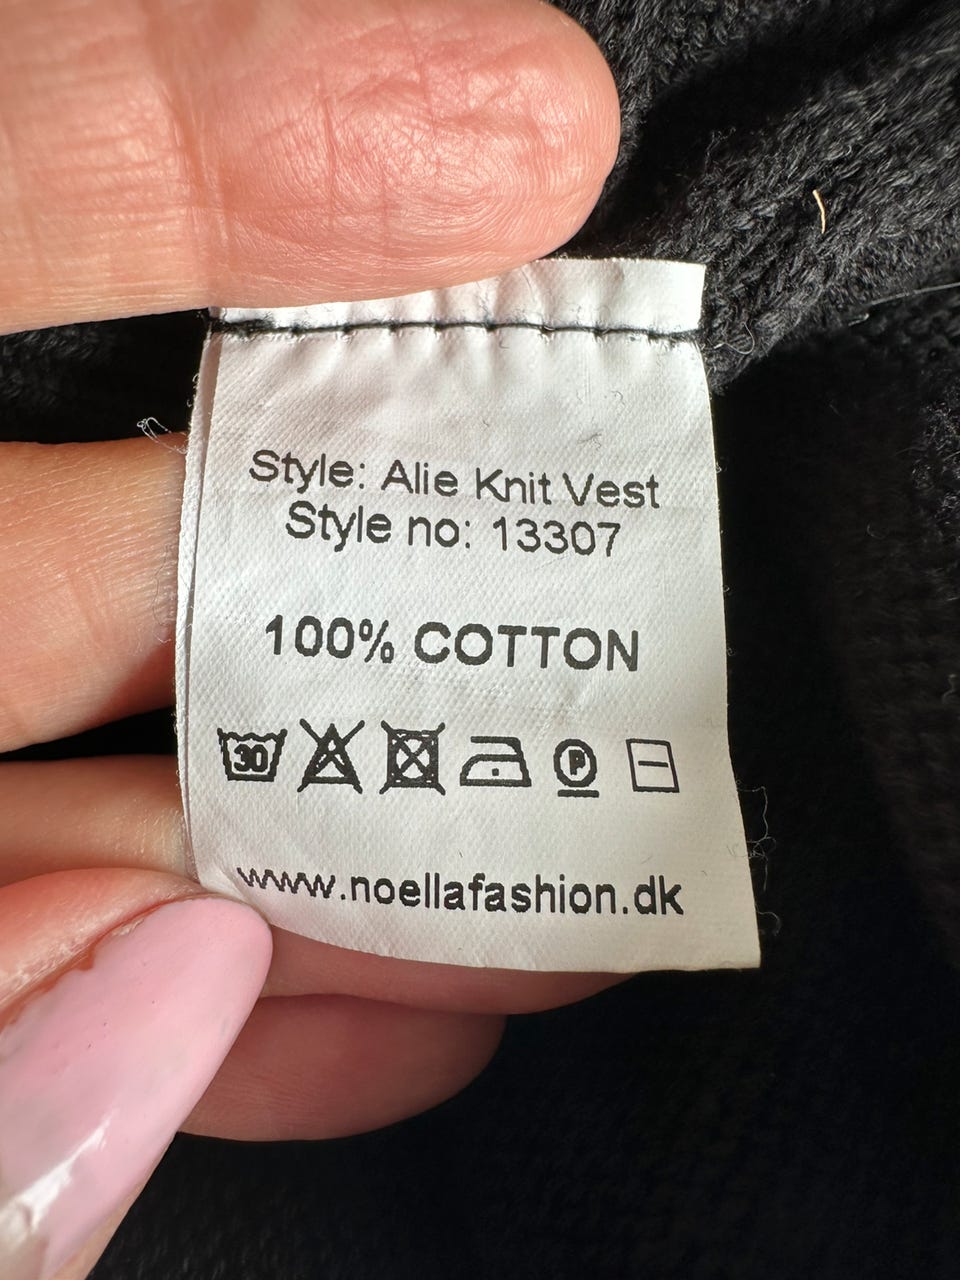 Style: Alie Knit Vest
Style no: 13307
100% COTTON
30 P
www.noellafashion.dk